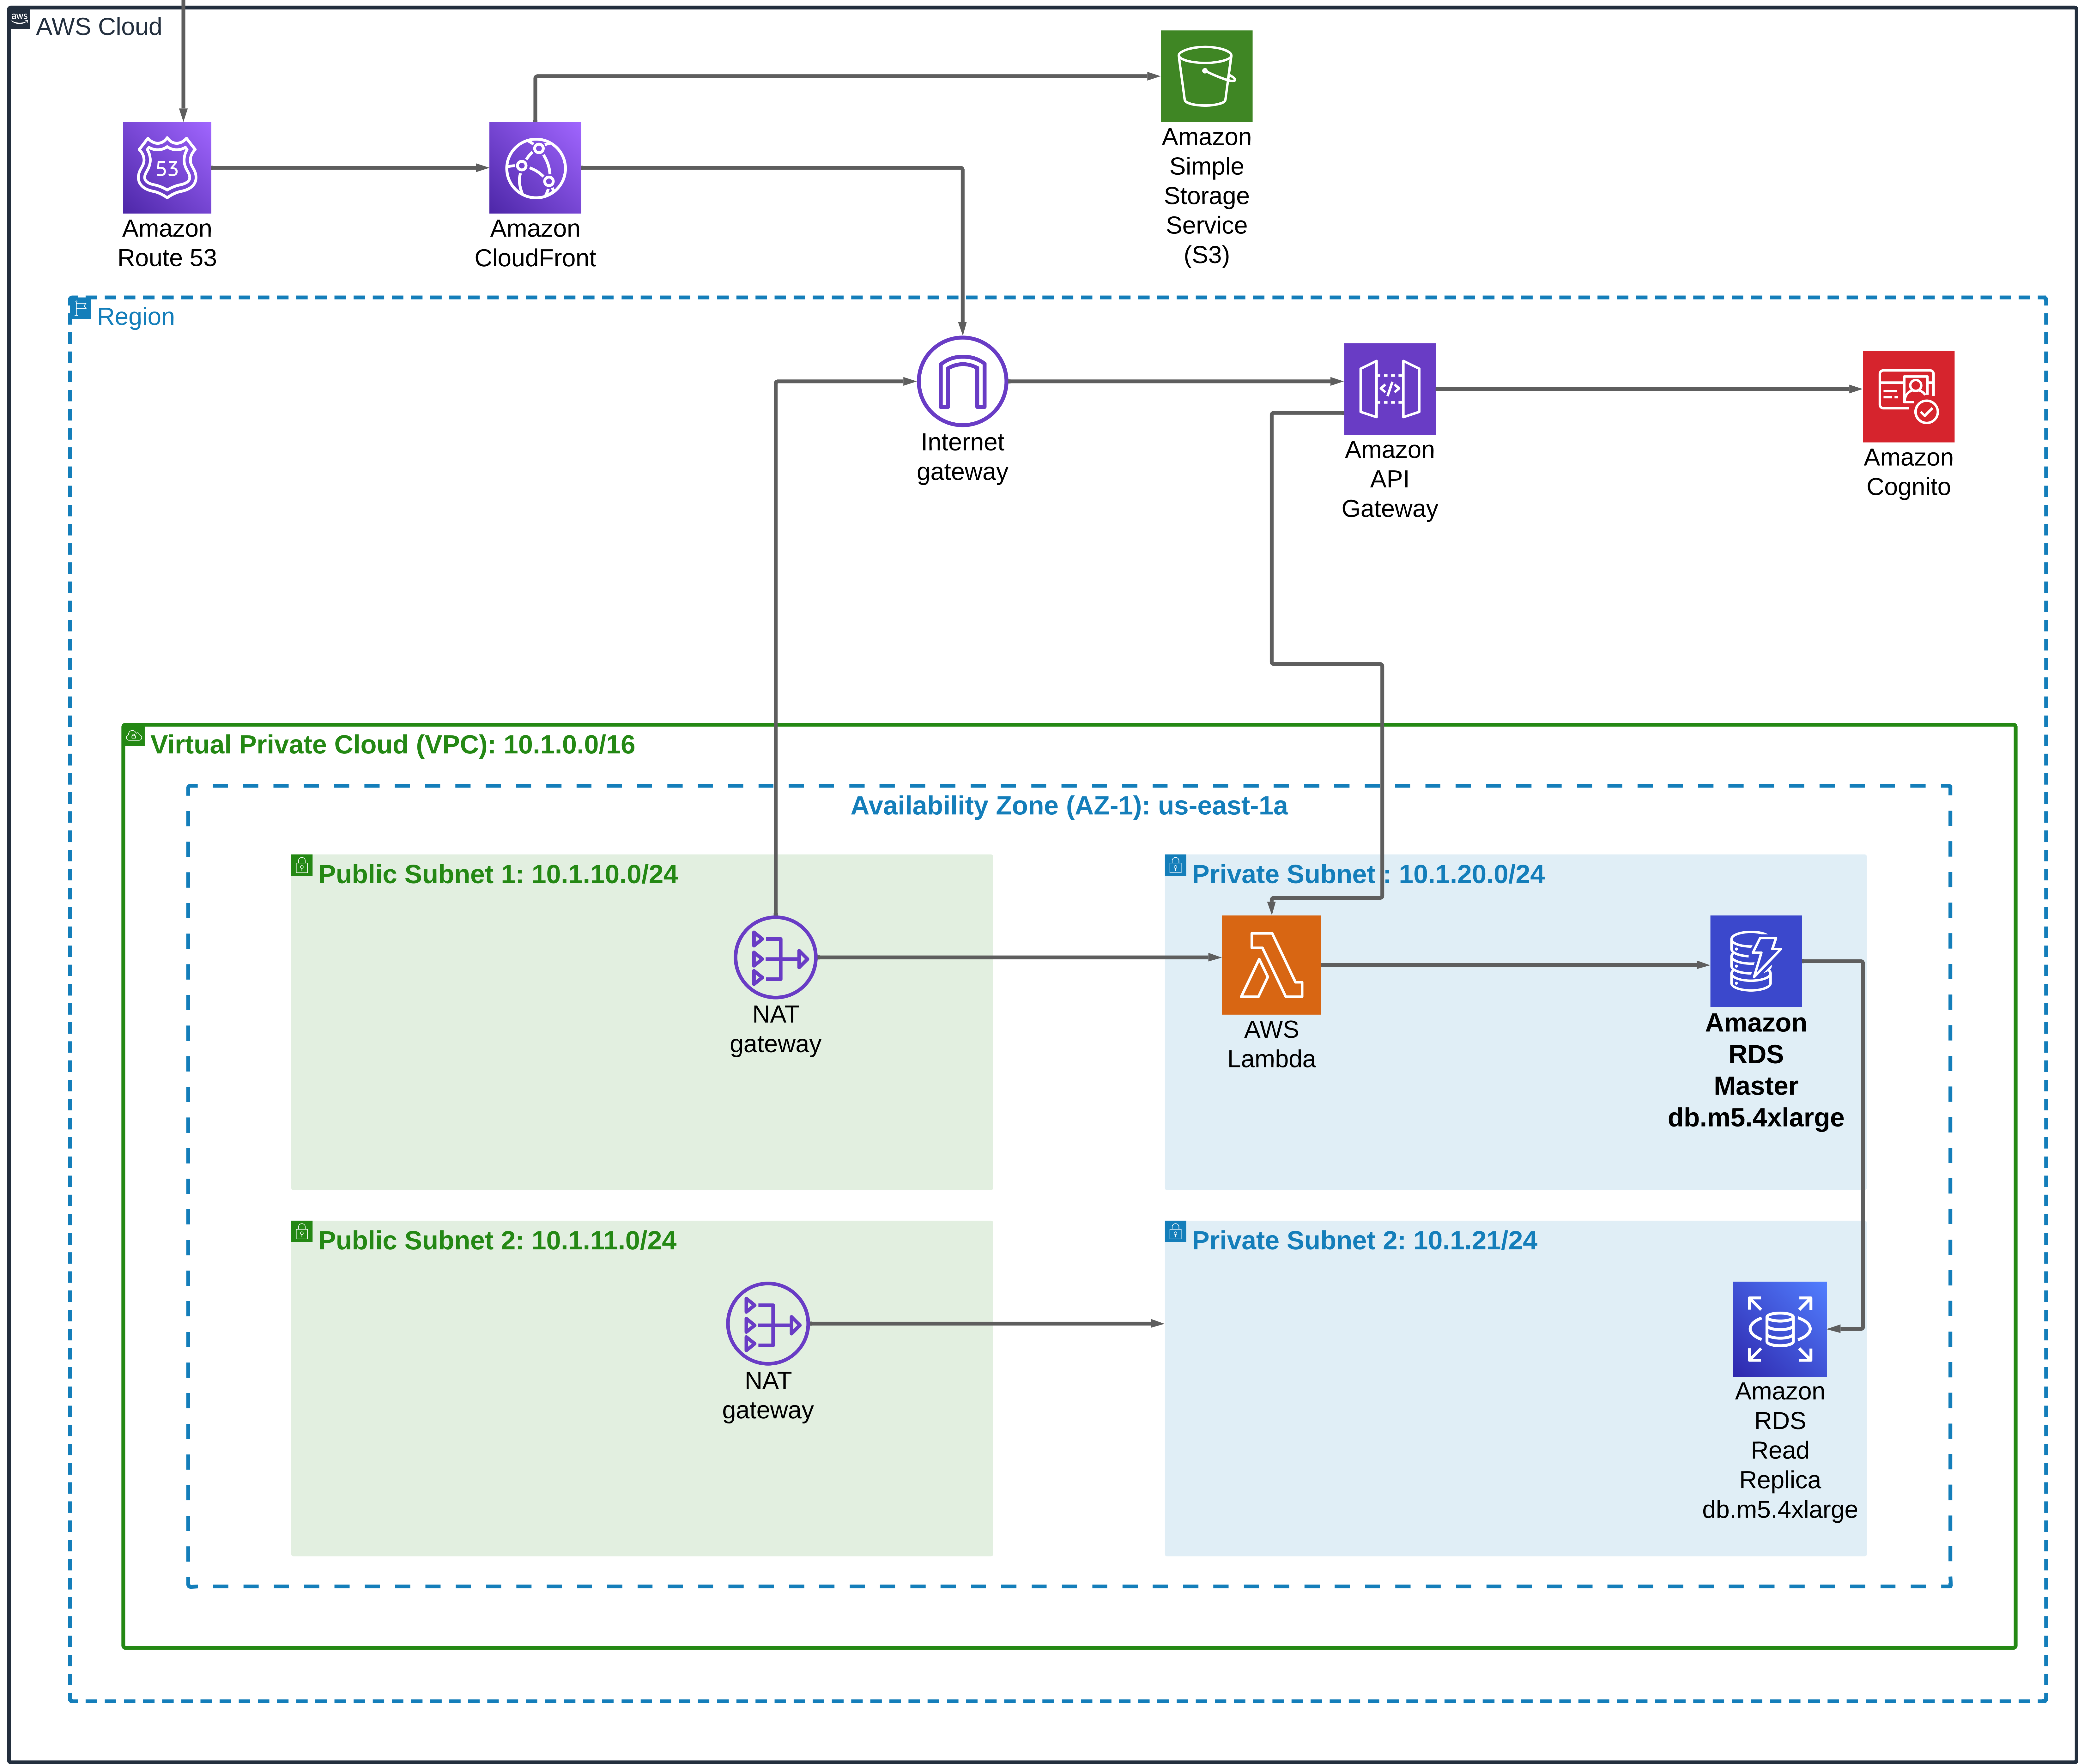 aws
AWS Cloud
53
Amazon
Route 53
Amazon
CloudFront
Amazon
Simple
Storage
Service
(S3)
Region
Internet
gateway
</>
Amazon
API
Gateway
Amazon
Cognito
Virtual Private Cloud (VPC): 10.1.0.0/16
Availability Zone (AZ-1): us-east-1a
Public Subnet 1: 10.1.10.0/24
NAT
gateway
Private Subnet : 10.1.20.0/24
AWS
Lambda
Amazon
RDS
Master
db.m5.4xlarge
Public Subnet 2: 10.1.11.0/24
NAT
gateway
Private Subnet 2: 10.1.21/24
Amazon
RDS
Read
Replica
db.m5.4xlarge